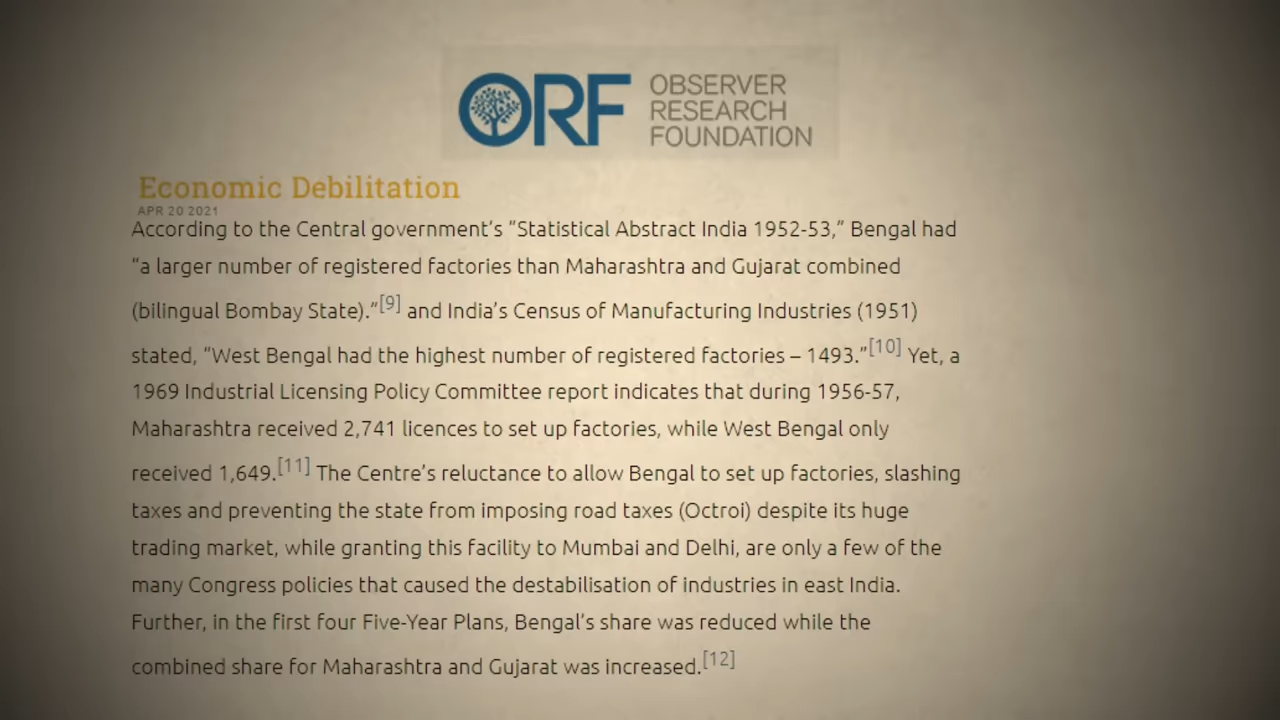 ORF OBSERVER
RESEARCH
FOUNDATION
Economic Debilitation
APR 20 2021
According to the Central government's “Statistical Abstract India 1952-53,” Bengal had
“a larger number of registered factories than Maharashtra and Gujarat combined
(bilingual Bombay State).”[9] and India's Census of Manufacturing Industries (1951)
stated, “West Bengal had the highest number of registered factories – 1493.”[10] Yet, a
1969 Industrial Licensing Policy Committee report indicates that during 1956-57,
Maharashtra received 2,741 licences to set up factories, while West Bengal only
received 1,649.[11] The Centre's reluctance to allow Bengal to set up factories, slashing
taxes and preventing the state from imposing road taxes (Octroi) despite its huge
trading market, while granting this facility to Mumbai and Delhi, are only a few of the
many Congress policies that caused the destabilisation of industries in east India.
Further, in the first four Five-Year Plans, Bengal's share was reduced while the
combined share for Maharashtra and Gujarat was increased.[12]